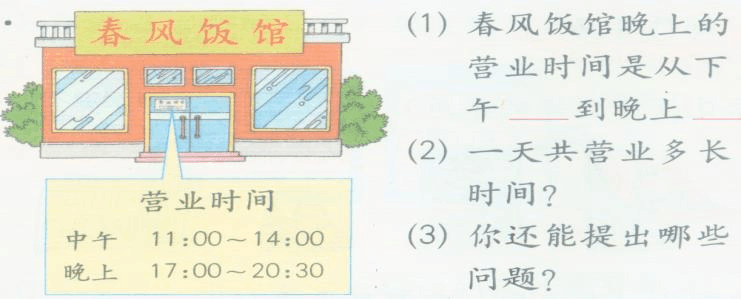 春风饭馆
营业时间
中午 11:00～14:00
晚上 17:00～20:30
(1) 春风饭馆晚上的
营业时间是从下
午 ____ 到晚上 ____
(2) 一天共营业多长
时间?
(3) 你还能提出哪些
问题?